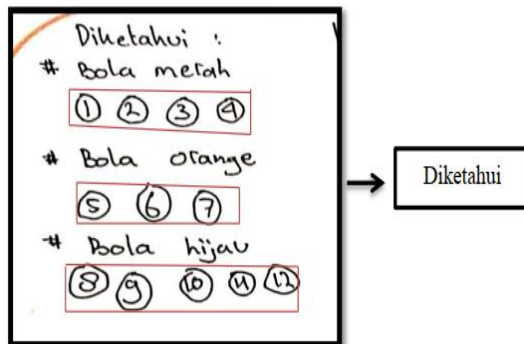 Diketahui :
# Bola merah
1 2 3 4
# Bola orange
5 6 7
# Bola hijau
8 9 10 11 12
Diketahui